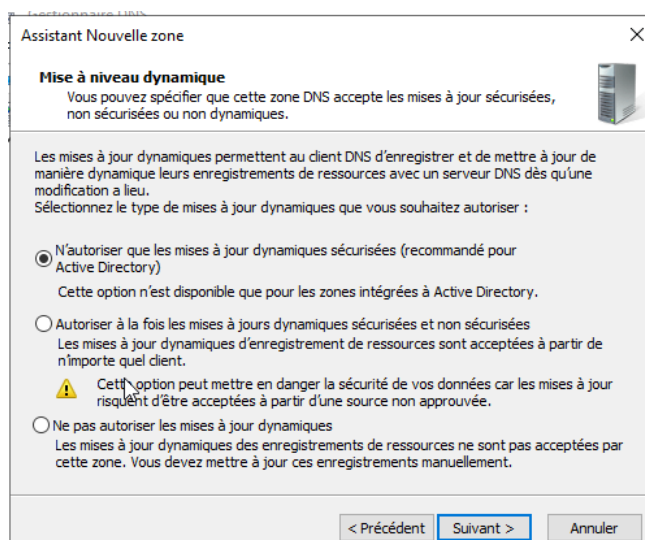 Gestionnaire DNS
Assistant Nouvelle zone
Mise à niveau dynamique
Vous pouvez spécifier que cette zone DNS accepte les mises à jour sécurisées,
non sécurisées ou non dynamiques.
Les mises à jour dynamiques permettent au client DNS d'enregistrer et de mettre à jour de
manière dynamique leurs enregistrements de ressources avec un serveur DNS dès qu'une
modification a lieu.
Sélectionnez le type de mises à jour dynamiques que vous souhaitez autoriser :
N'autoriser que les mises à jour dynamiques sécurisées (recommandé pour
Active Directory)
Cette option n'est disponible que pour les zones intégrées à Active Directory.
Autoriser à la fois les mises à jours dynamiques sécurisées et non sécurisées
Les mises à jour dynamiques d'enregistrement de ressources sont acceptées à partir de
n'importe quel client.
Cette option peut mettre en danger la sécurité de vos données car les mises à jour
risquent d'être acceptées à partir d'une source non approuvée.
Ne pas autoriser les mises à jour dynamiques
Les mises à jour dynamiques des enregistrements de ressources ne sont pas acceptées par
cette zone. Vous devez mettre à jour ces enregistrements manuellement.
< Précédent Suivant > Annuler